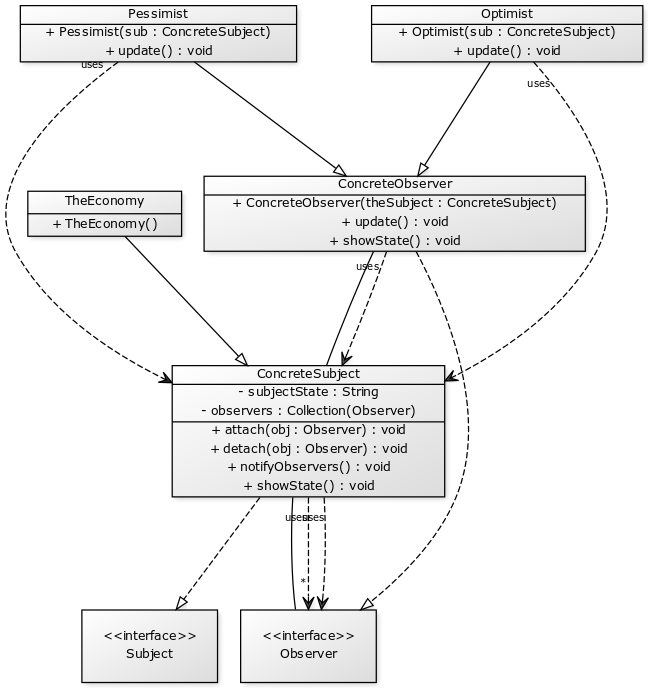 Pessimist
+ Pessimist(sub : ConcreteSubject)
+ update() : void
Optimist
+ Optimist(sub : ConcreteSubject)
+ update() : void
uses
uses
ConcreteObserver
+ ConcreteObserver(theSubject : ConcreteSubject)
+ update() : void
+ showState() : void
TheEconomy
+ TheEconomy()
uses
ConcreteSubject
- subjectState : String
- observers : Collection(Observer)
+ attach(obj : Observer) : void
+ detach(obj : Observer) : void
+ notifyObservers() : void
+ showState() : void
uses
uses
*
<<interface>>
Subject
<<interface>>
Observer